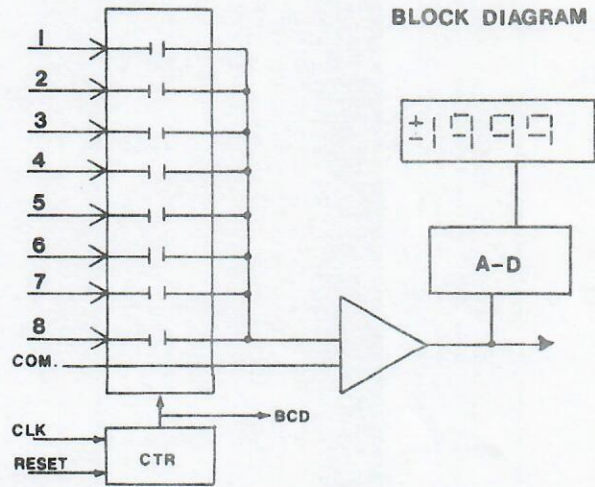 BLOCK DIAGRAM
1
2
3
4
5
6
7
8
COM.
±1999
A-D
BCD
CLK
RESET
CTR